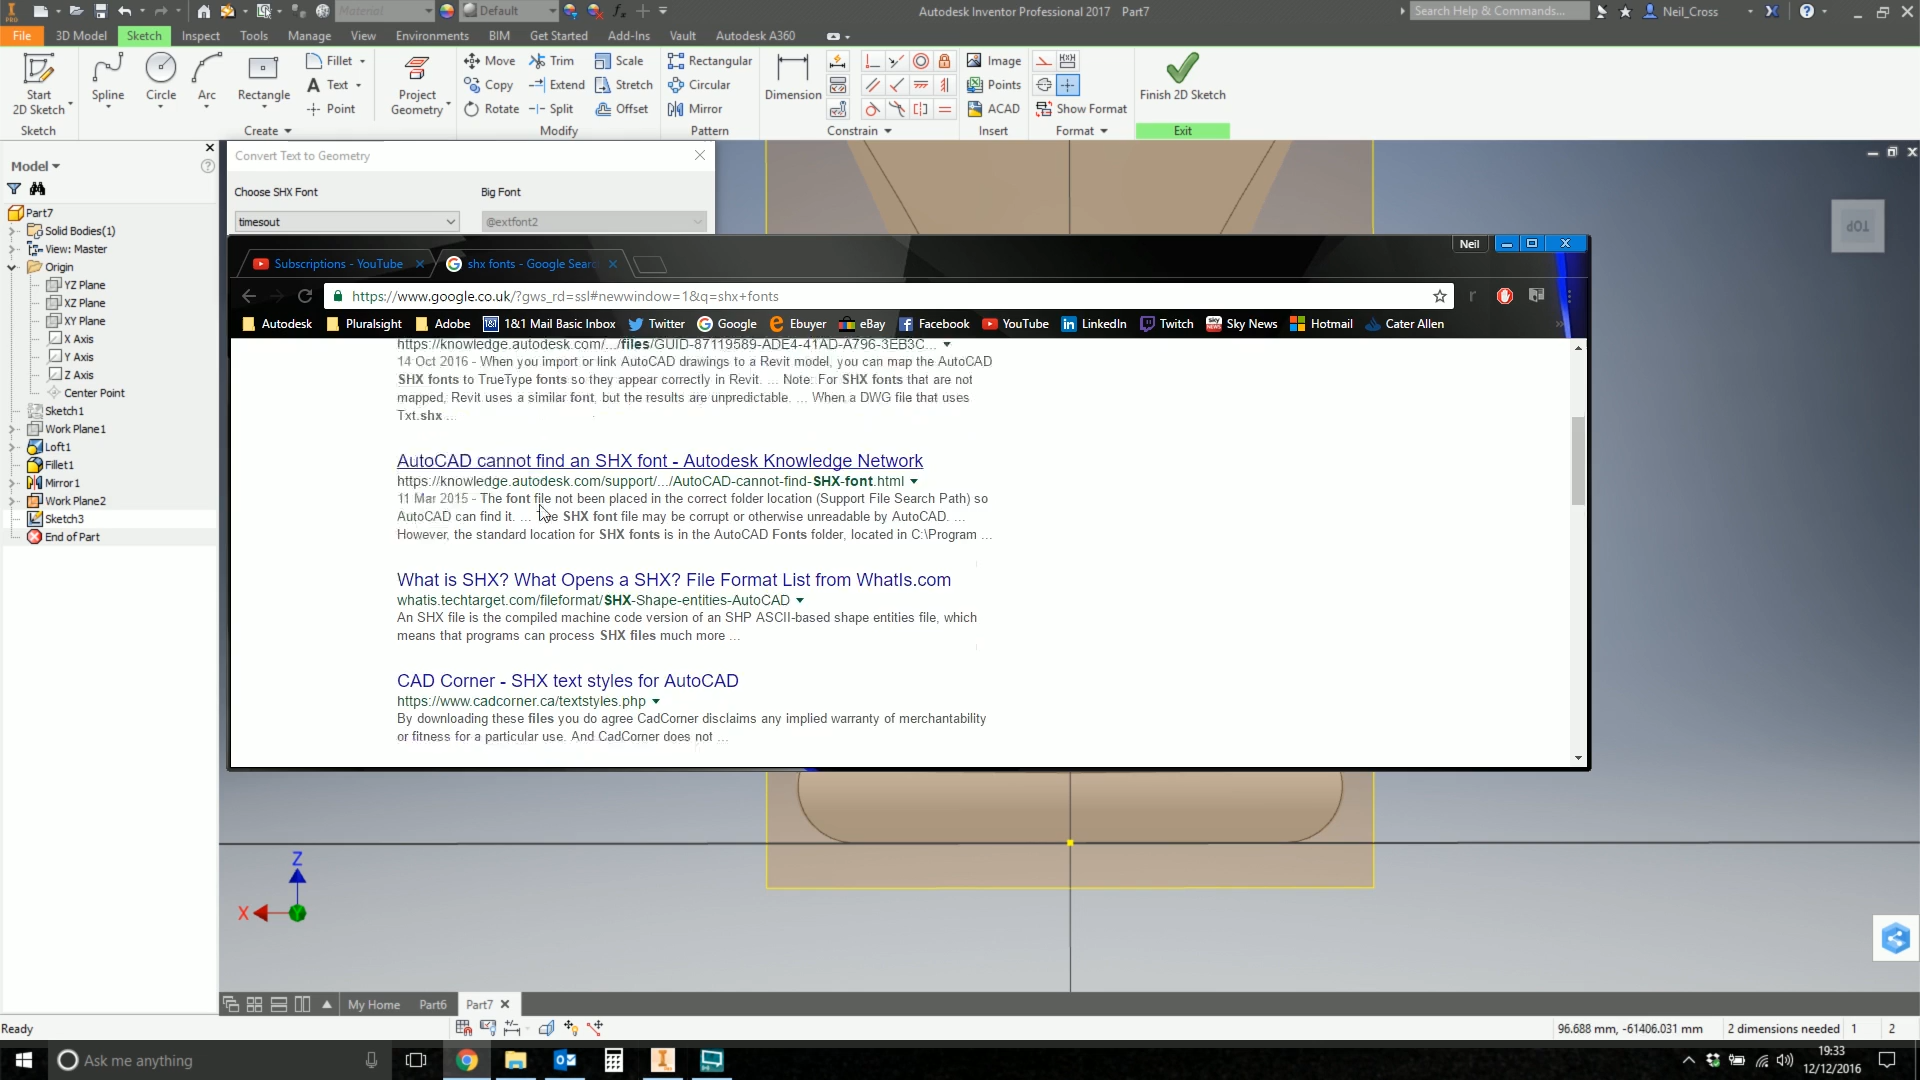 Material
Default
Autodesk Inventor Professional 2017 Part7
Search Help & Commands...
Neil_Cross
PRO
File 3D Model Sketch Inspect Tools Manage View Environments BIM Get Started Add-Ins Vault Autodesk A360
Start
2D Sketch
Spline
Circle
Arc
Rectangle
Fillet
Text
Point
Project
Geometry
Move Trim Scale
Copy Extend Stretch
Rotate Split Offset
Rectangular
Circular
Mirror
Dimension
Image
Points
ACAD
Show Format
Finish 2D Sketch
Sketch Create Modify Pattern Constrain Insert Format Exit
Model
Part7
Solid Bodies(1)
View: Master
Origin
YZ Plane
XZ Plane
XY Plane
X Axis
Y Axis
Z Axis
Center Point
Sketch1
Work Plane1
Loft1
Fillet1
Mirror1
Work Plane2
Sketch3
End of Part
Convert Text to Geometry
Choose SHX Font Big Font
timesout @extfont2
TOP
Neil
Subscriptions - YouTube shx fonts - Google Searc
https://www.google.co.uk/?gws_rd=ssl#newwindow=1&q=shx+fonts
Autodesk Pluralsight Adobe 1&1 1&1 Mail Basic Inbox Twitter Google Ebuyer eBay Facebook YouTube LinkedIn Twitch Sky News Hotmail Cater Allen
https://knowledge.autodesk.com/.../files/GUID-87119589-ADE4-41AD-A796-3EB3C...
14 Oct 2016 - When you import or link AutoCAD drawings to a Revit model, you can map the AutoCAD
SHX fonts to TrueType fonts so they appear correctly in Revit. ... Note: For SHX fonts that are not
mapped, Revit uses a similar font, but the results are unpredictable. ... When a DWG file that uses
Txt.shx ...
AutoCAD cannot find an SHX font - Autodesk Knowledge Network
https://knowledge.autodesk.com/support/.../AutoCAD-cannot-find-SHX-font.html
11 Mar 2015 - The font file not been placed in the correct folder location (Support File Search Path) so
AutoCAD can find it. ... The SHX font file may be corrupt or otherwise unreadable by AutoCAD. ...
However, the standard location for SHX fonts is in the AutoCAD Fonts folder, located in C:\Program ...
What is SHX? What Opens a SHX? File Format List from WhatIs.com
whatis.techtarget.com/fileformat/SHX-Shape-entities-AutoCAD
An SHX file is the compiled machine code version of an SHP ASCII-based shape entities file, which
means that programs can process SHX files much more ...
CAD Corner - SHX text styles for AutoCAD
https://www.cadcorner.ca/textstyles.php
By downloading these files you do agree CadCorner disclaims any implied warranty of merchantability
or fitness for a particular use. And CadCorner does not ...
Z
X
My Home Part6 Part7
Ready
96.688 mm, -61406.031 mm 2 dimensions needed 1 2
Ask me anything
19:33
12/12/2016